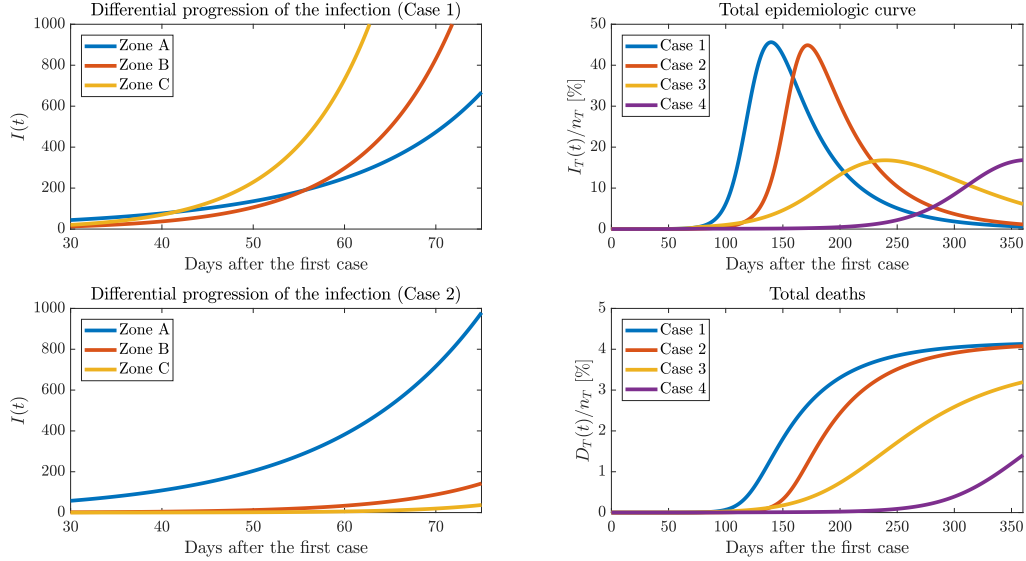 Differential progression of the infection (Case 1)
1000
800
600
400
200
0
I(t)
Zone A
Zone B
Zone C
30 40 50 60 70
Days after the first case
Total epidemiologic curve
50
40
30
20
10
0
I_T(t)/n_T [%]
Case 1
Case 2
Case 3
Case 4
0 50 100 150 200 250 300 350
Days after the first case
Differential progression of the infection (Case 2)
1000
800
600
400
200
0
I(t)
Zone A
Zone B
Zone C
30 40 50 60 70
Days after the first case
Total deaths
5
4
3
2
1
0
D_T(t)/n_T [%]
Case 1
Case 2
Case 3
Case 4
0 50 100 150 200 250 300 350
Days after the first case